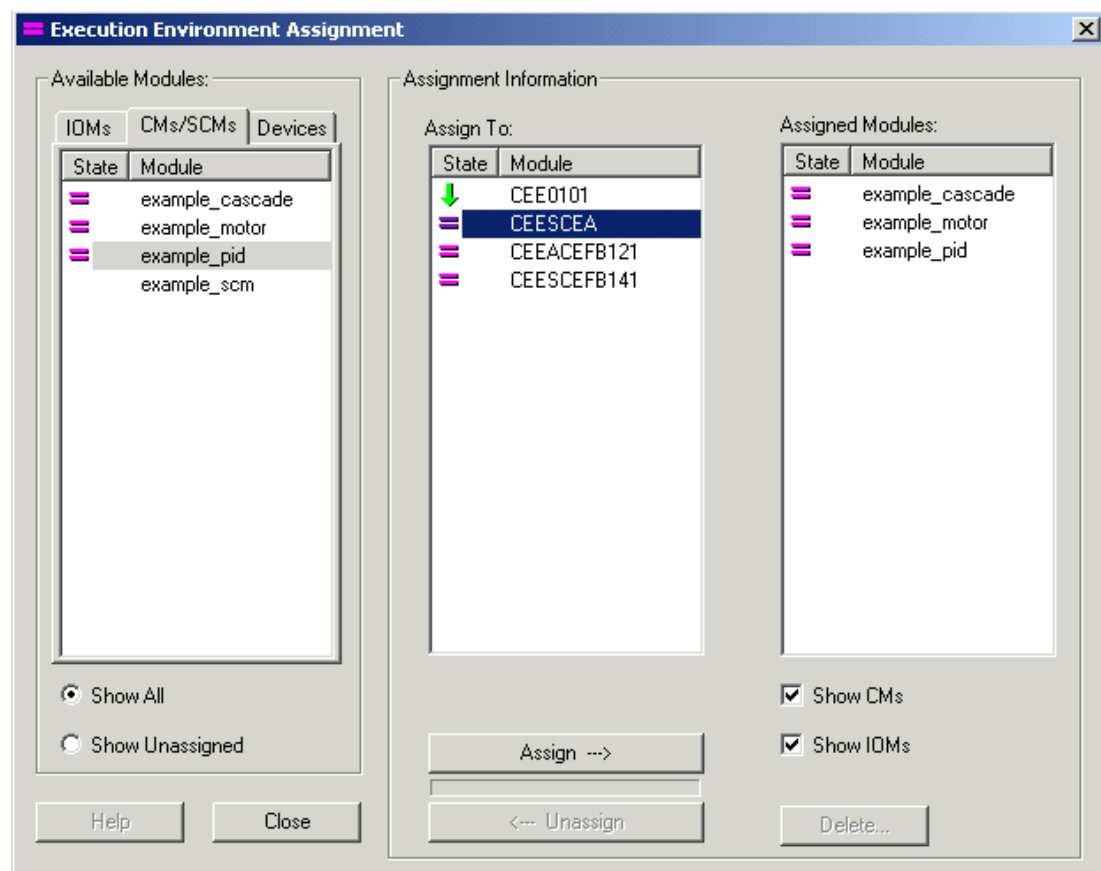 Execution Environment Assignment
Available Modules:
IOMs CMs/SCMs Devices
State Module
example_cascade
example_motor
example_pid
example_scm
Show All
Show Unassigned
Help Close
Assignment Information
Assign To:
State Module
CEE0101
CEESCEA
CEEACEFB121
CEESCEFB141
Assign --->
<--- Unassign
Assigned Modules:
State Module
example_cascade
example_motor
example_pid
Show CMs
Show IOMs
Delete...